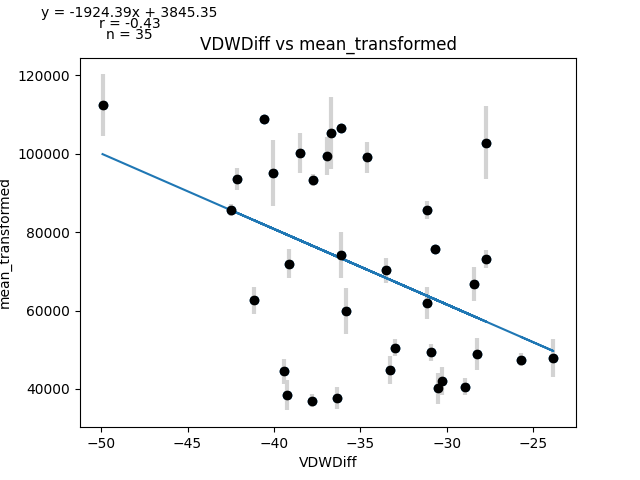 y = -1924.39x + 3845.35
r = -0.43
n = 35
VDWDiff vs mean_transformed
mean_transformed
120000
100000
80000
60000
40000
−50
−45
−40
−35
−30
−25
VDWDiff